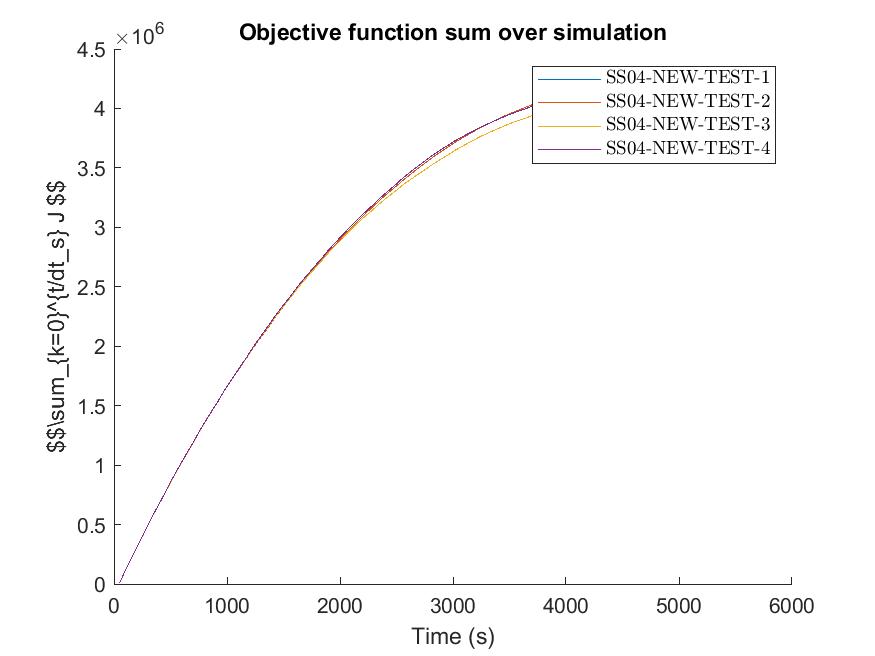 Objective function sum over simulation
×10^6
4.5
4
3.5
3
2.5
2
1.5
1
0.5
0
$$\sum_{k=0}^{t/dt_s} J $$
SS04-NEW-TEST-1
SS04-NEW-TEST-2
SS04-NEW-TEST-3
SS04-NEW-TEST-4
0 1000 2000 3000 4000 5000 6000
Time (s)